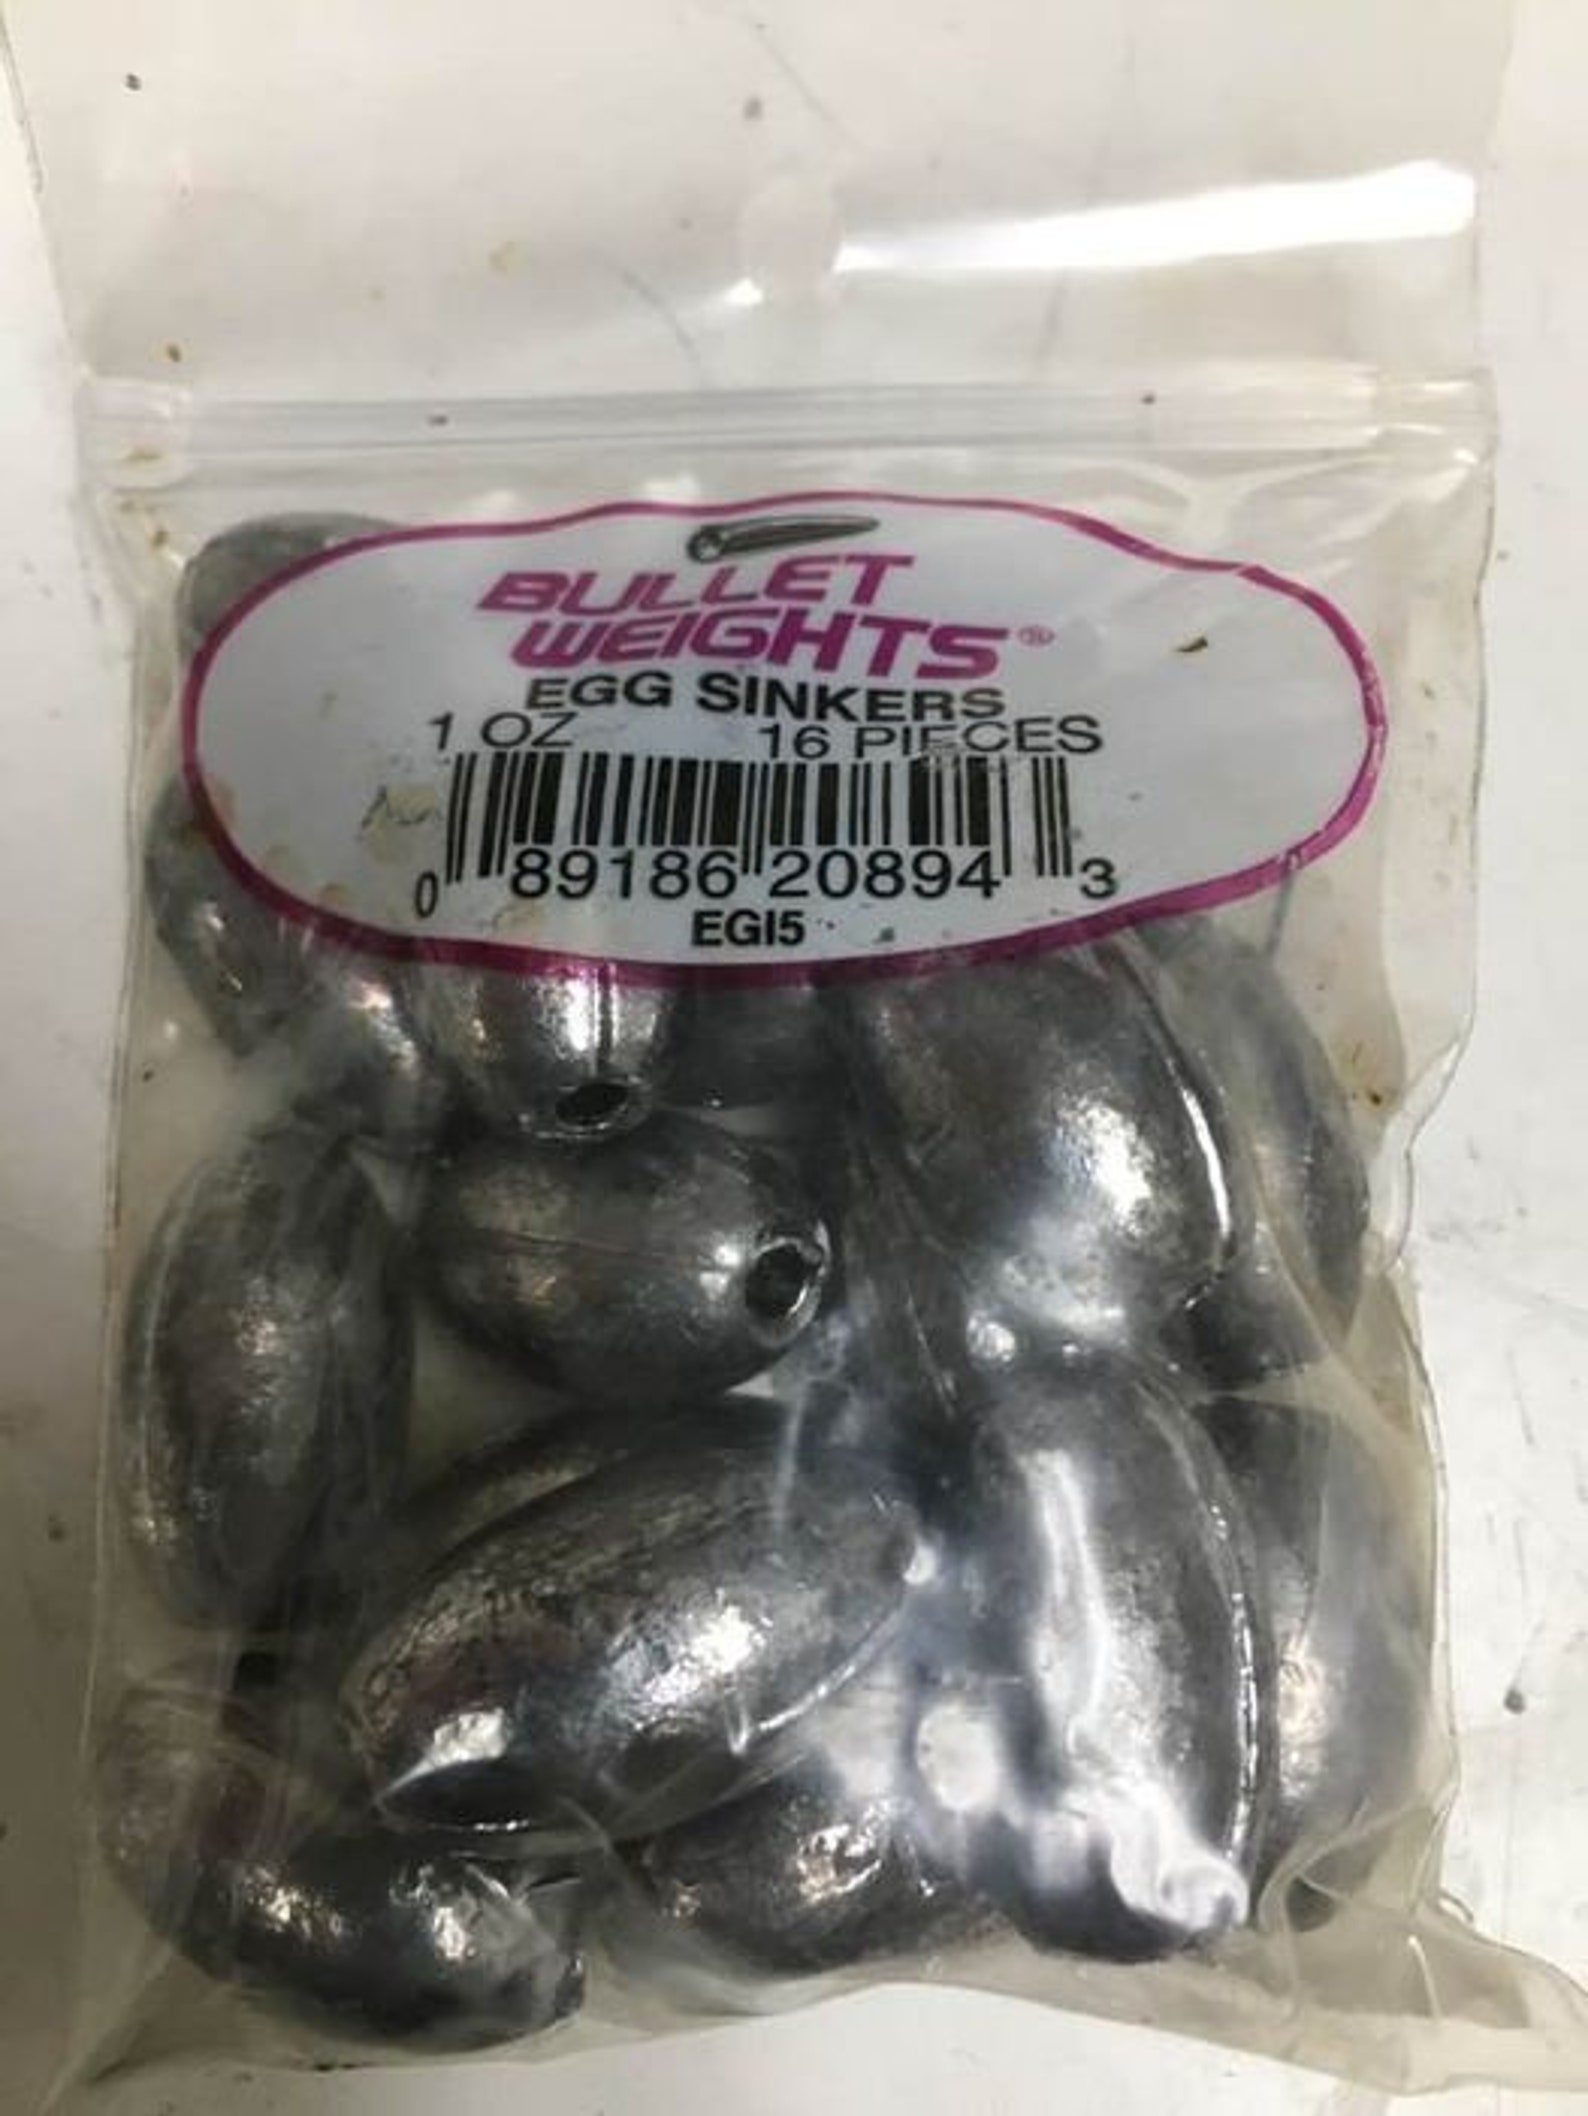 BULLET
WEIGHTS®
EGG SINKERS
1 OZ 16 PIECES
0 89186 20894 3
EGI5